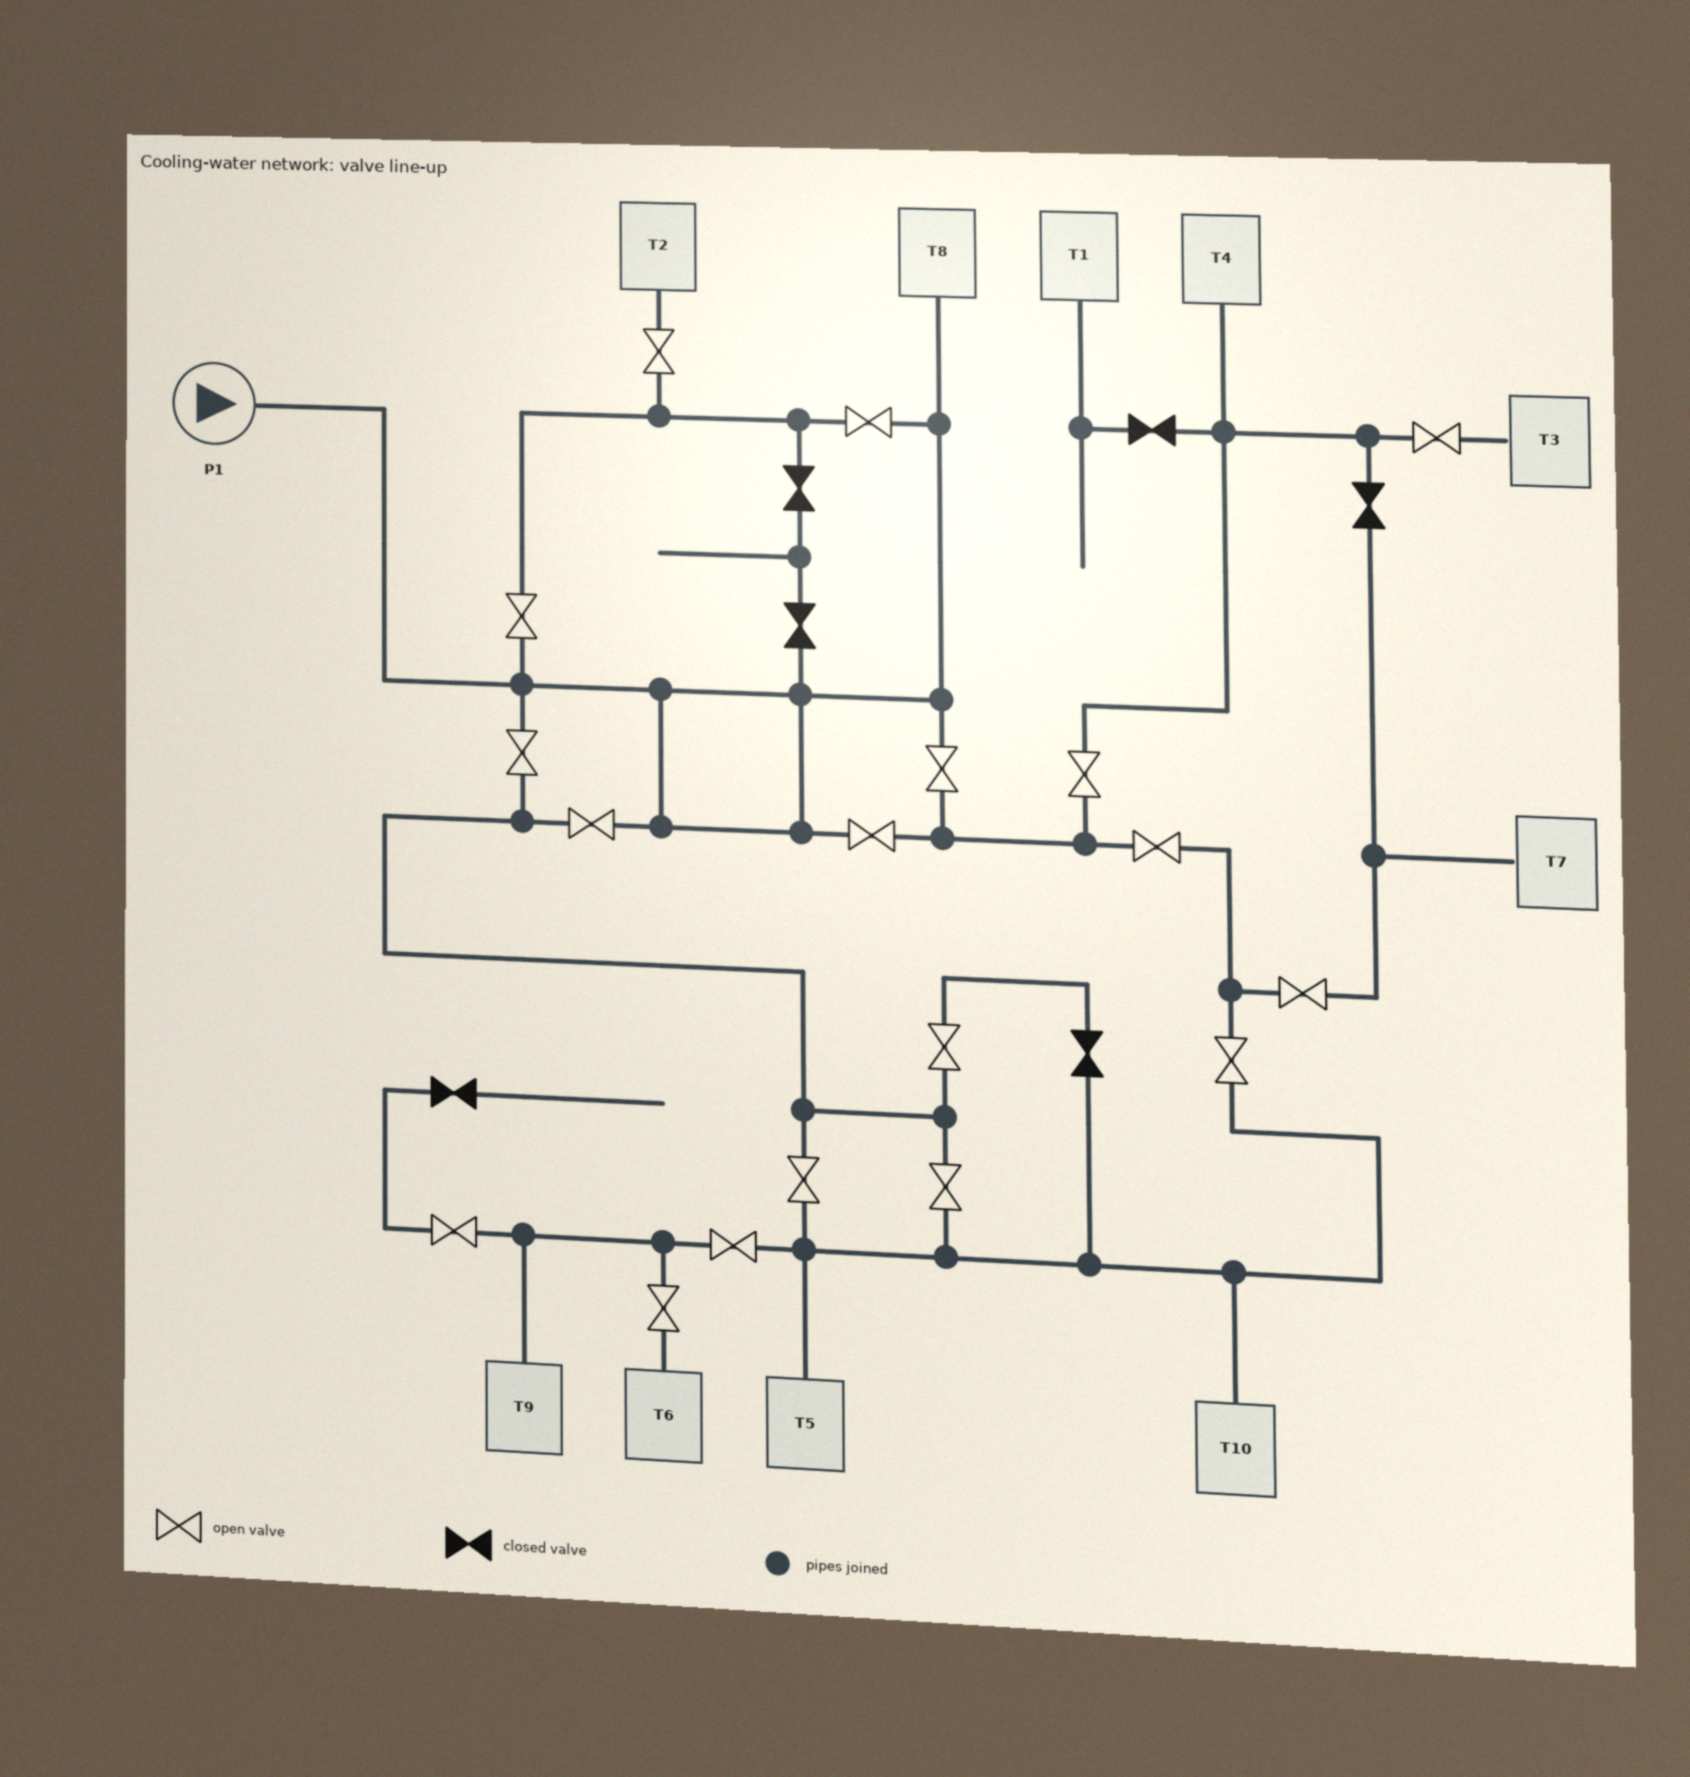 Cooling-water network: valve line-up
T2
T8
T1
T4
T3
P1
T7
T9
T6
T5
T10
open valve
closed valve
pipes joined